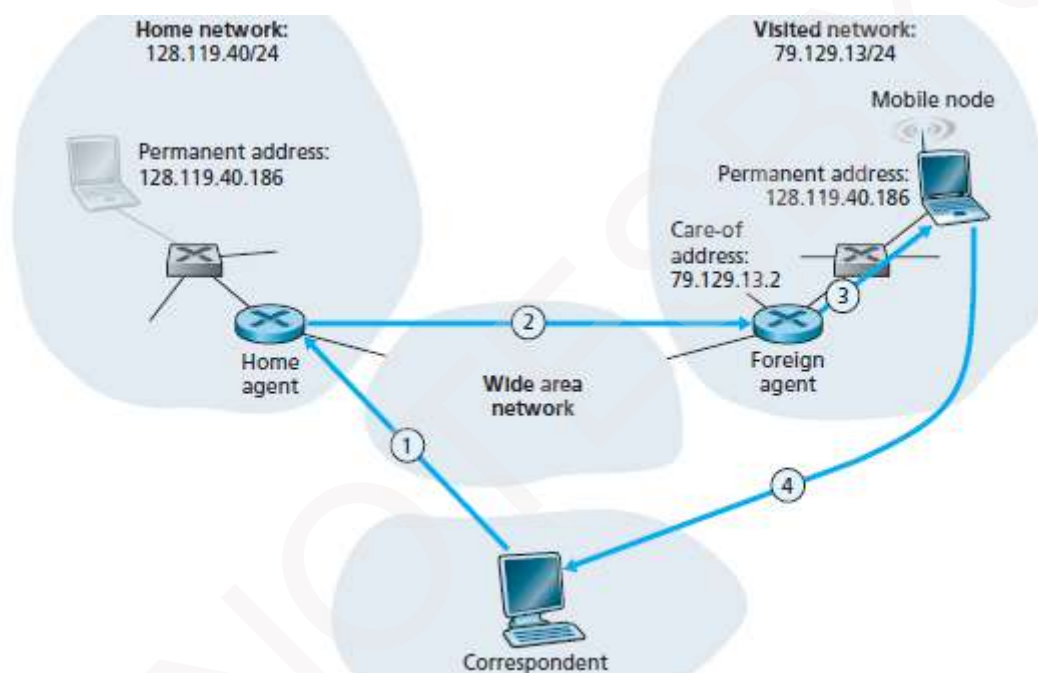 Home network:
128.119.40/24
Visited network:
79.129.13/24
Mobile node
Permanent address:
128.119.40.186
Permanent address:
128.119.40.186
Care-of
address:
79.129.13.2
3
2
Home
agent
Foreign
agent
Wide area
network
1
4
Correspondent